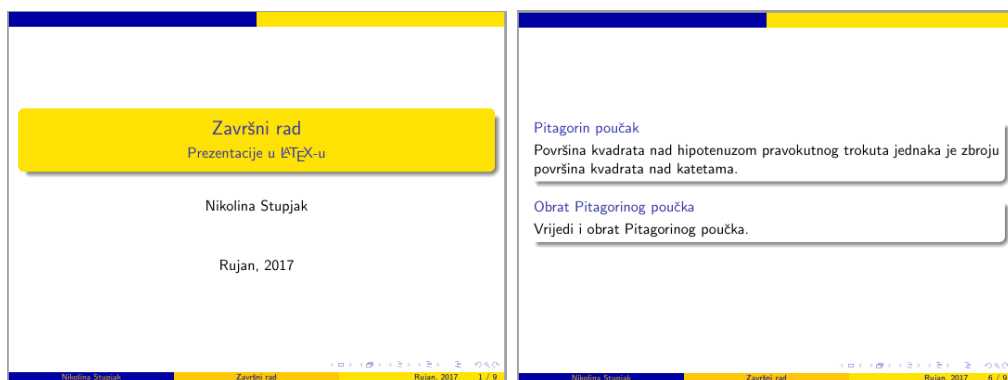 Završni rad
Prezentacije u LATEX-u
Nikolina Stupjak
Rujan, 2017
Nikolina Stupjak Završni rad Rujan, 2017 1 / 9
Pitagorin poučak
Površina kvadrata nad hipotenuzom pravokutnog trokuta jednaka je zbroju
površina kvadrata nad katetama.
Obrat Pitagorinog poučka
Vrijedi i obrat Pitagorinog poučka.
Nikolina Stupjak Završni rad Rujan, 2017 6 / 9